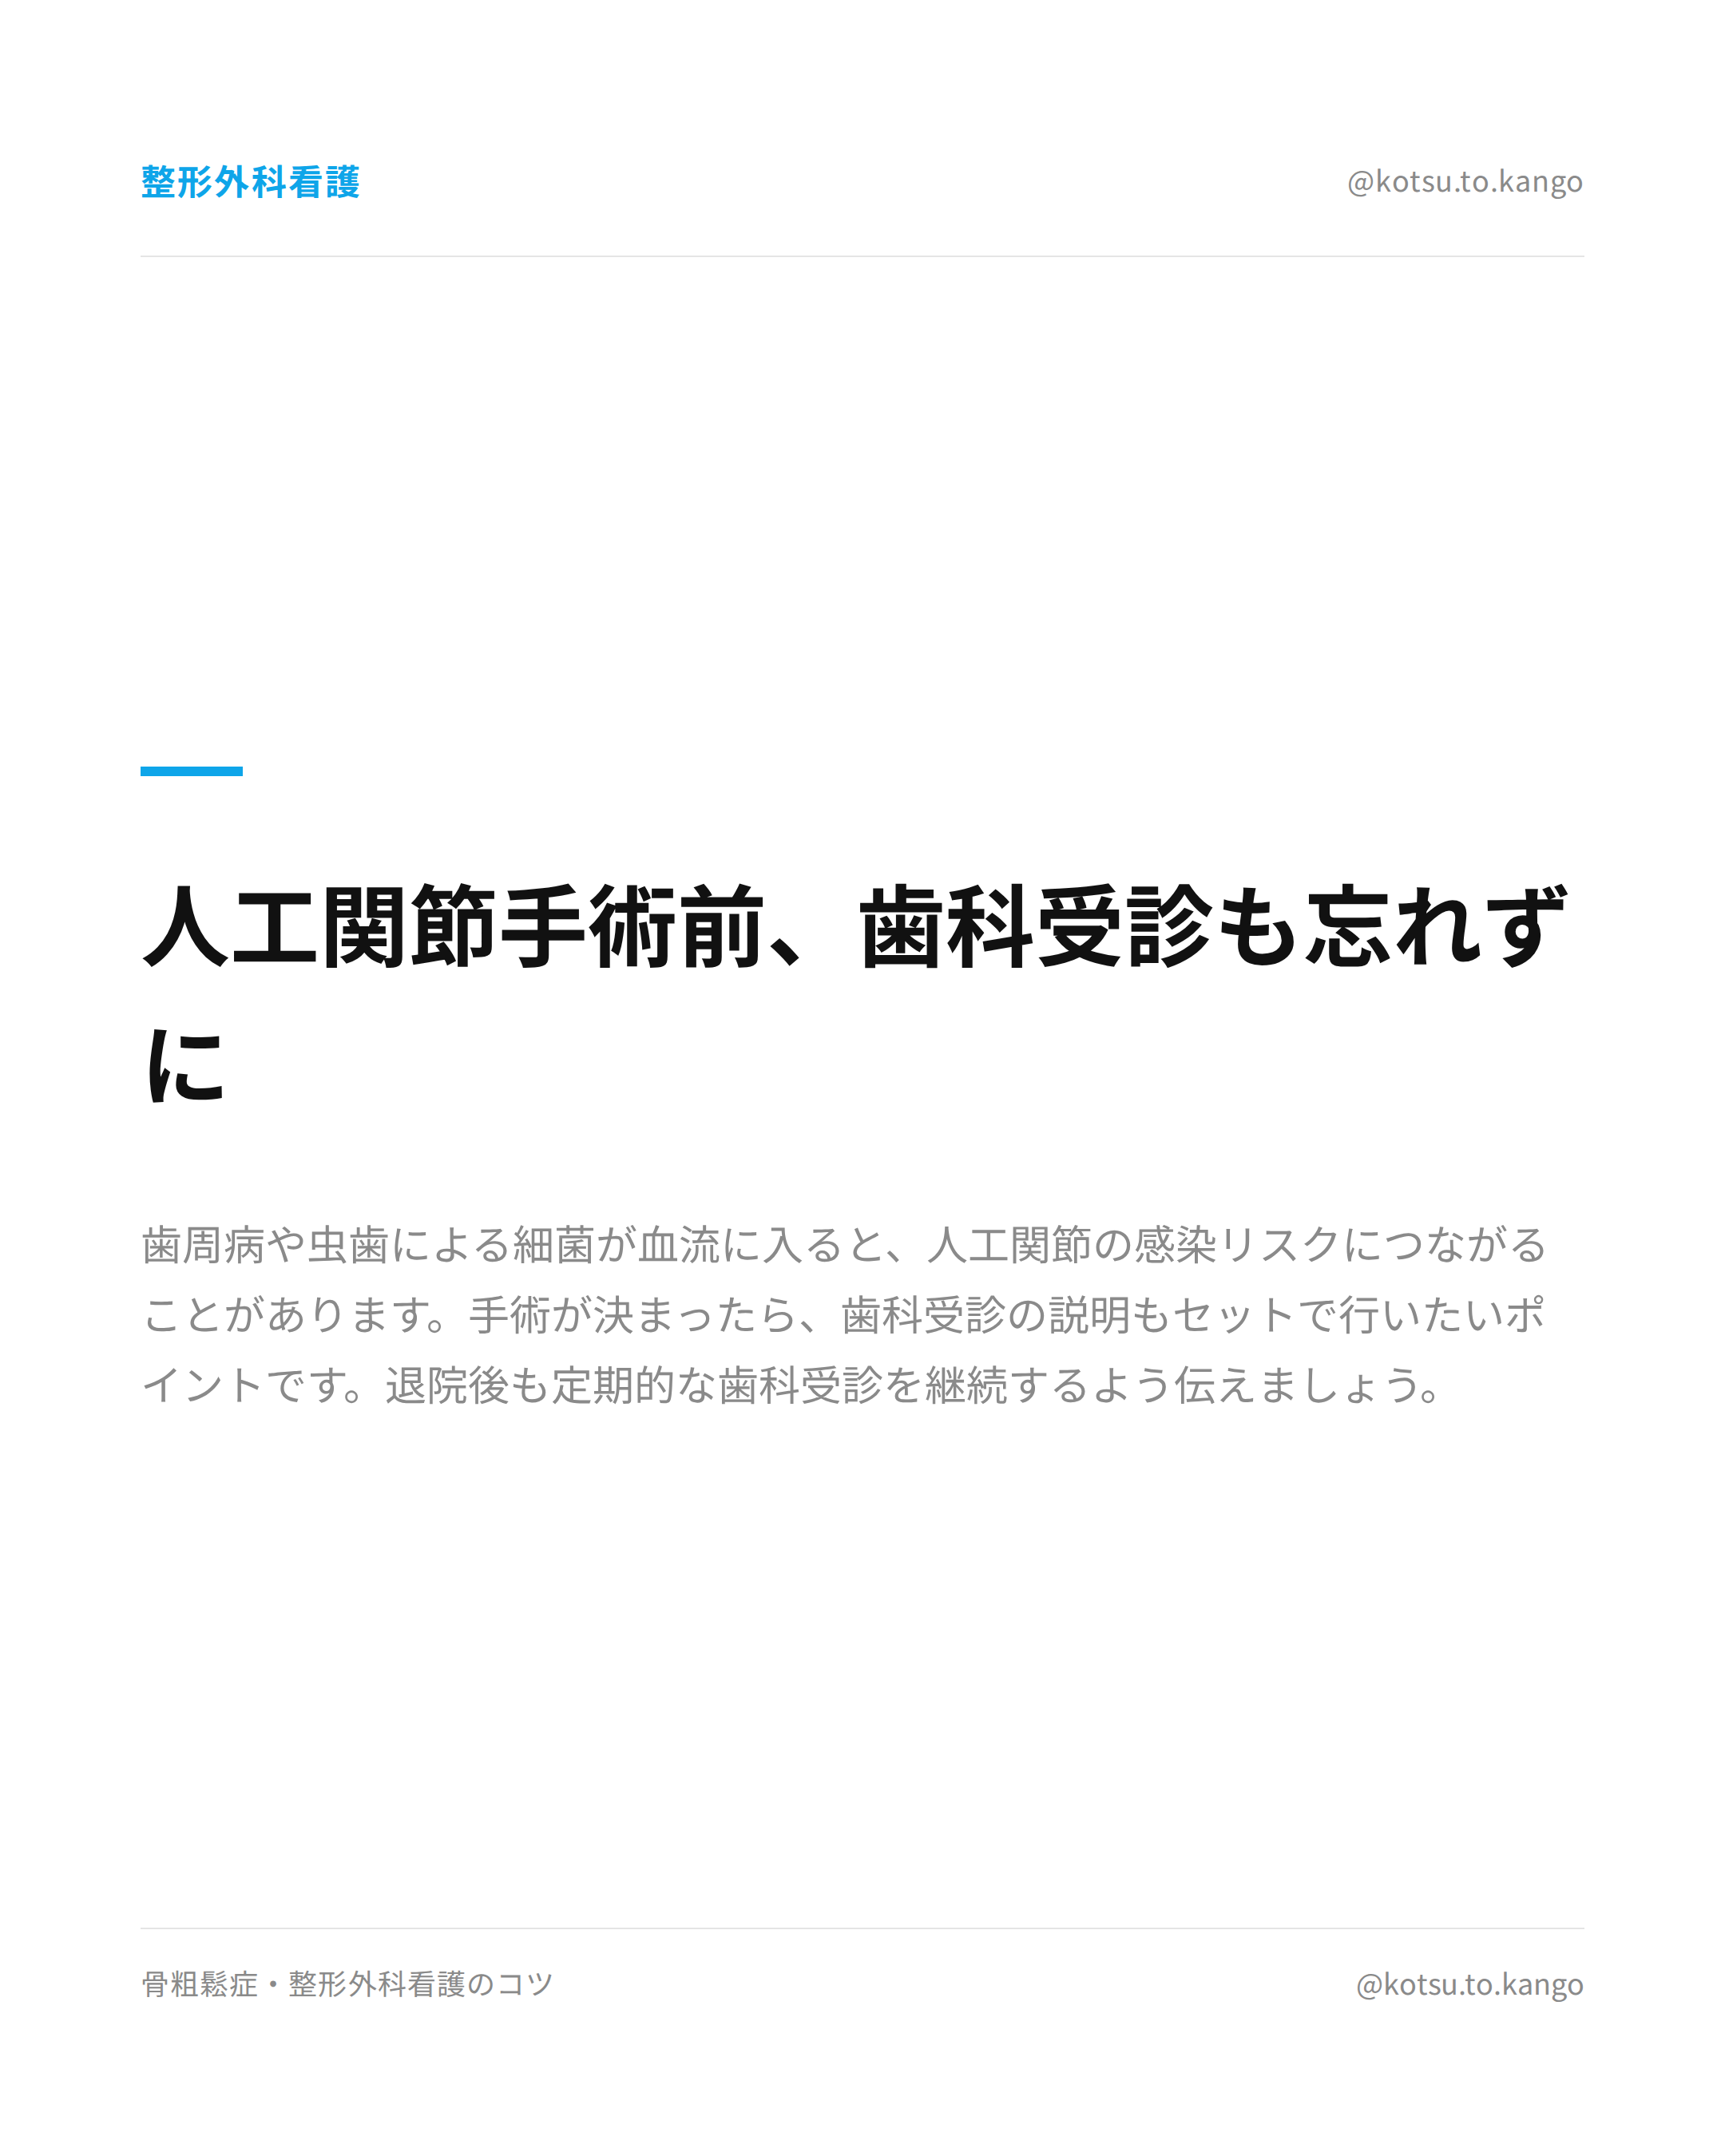 整形外科看護
@kotsu.to.kango
人工関節手術前、歯科受診も忘れず
に
歯周病や虫歯による細菌が血流に入ると、人工関節の感染リスクにつながる
ことがあります。手術が決まったら、歯科受診の説明もセットで行いたいポ
イントです。退院後も定期的な歯科受診を継続するよう伝えましょう。
骨粗鬆症・整形外科看護のコツ
@kotsu.to.kango